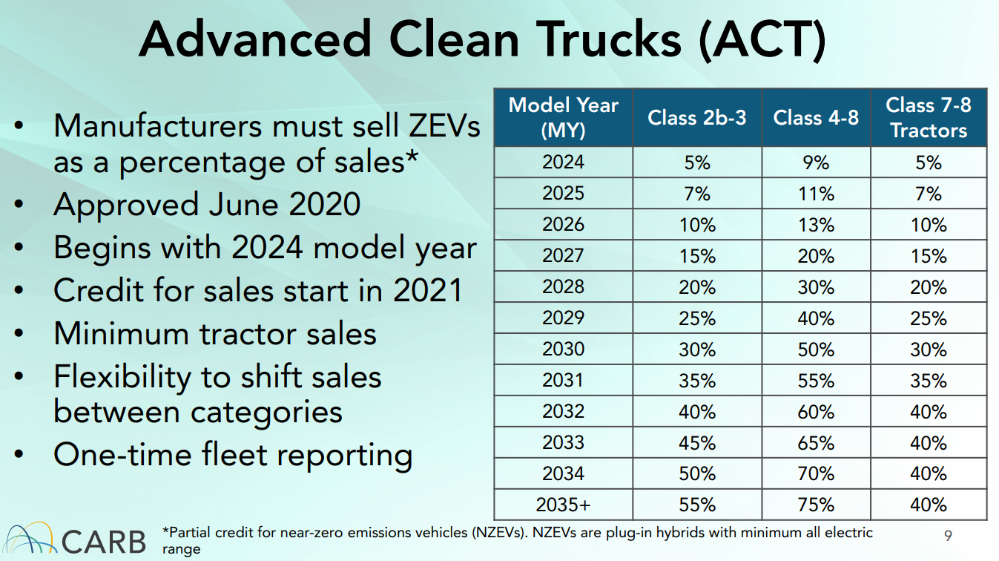 Advanced Clean Trucks (ACT)
• Manufacturers must sell ZEVs
as a percentage of sales*
• Approved June 2020
• Begins with 2024 model year
• Credit for sales start in 2021
• Minimum tractor sales
• Flexibility to shift sales
between categories
• One-time fleet reporting
Model Year (MY) Class 2b-3 Class 4-8 Class 7-8 Tractors
2024 5% 9% 5%
2025 7% 11% 7%
2026 10% 13% 10%
2027 15% 20% 15%
2028 20% 30% 20%
2029 25% 40% 25%
2030 30% 50% 30%
2031 35% 55% 35%
2032 40% 60% 40%
2033 45% 65% 40%
2034 50% 70% 40%
2035+ 55% 75% 40%
CARB
*Partial credit for near-zero emissions vehicles (NZEVs). NZEVs are plug-in hybrids with minimum all electric
range
9